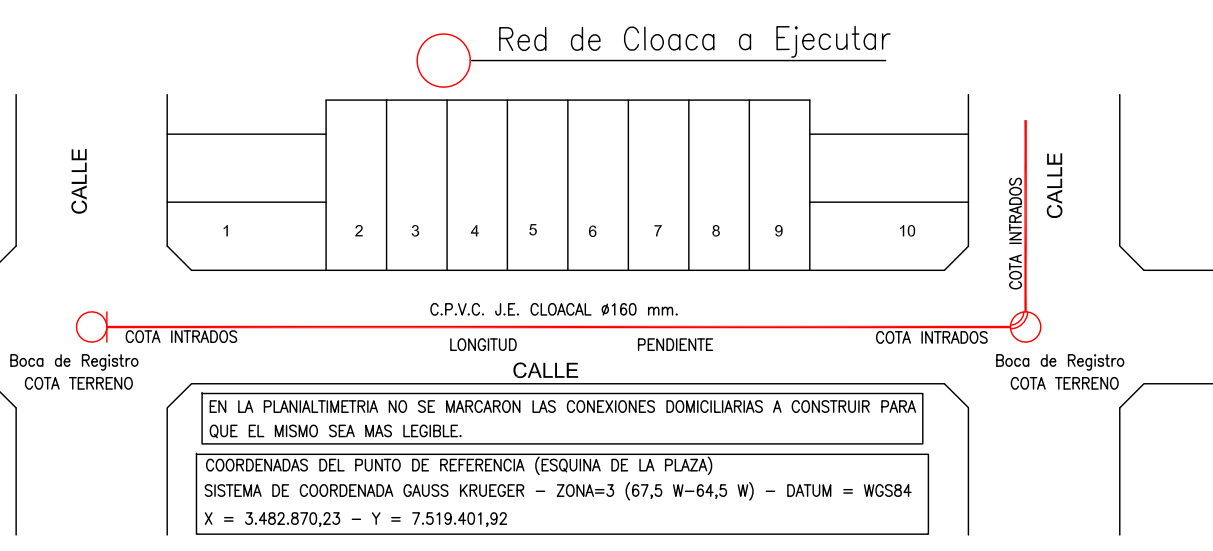 Red de Cloaca a Ejecutar
CALLE
CALLE
COTA INTRADOS
1
2
3
4
5
6
7
8
9
10
C.P.V.C. J.E. CLOACAL ø160 mm.
COTA INTRADOS
LONGITUD
PENDIENTE
COTA INTRADOS
Boca de Registro
COTA TERRENO
Boca de Registro
COTA TERRENO
CALLE
EN LA PLANIALTIMETRIA NO SE MARCARON LAS CONEXIONES DOMICILIARIAS A CONSTRUIR PARA
QUE EL MISMO SEA MAS LEGIBLE.
COORDENADAS DEL PUNTO DE REFERENCIA (ESQUINA DE LA PLAZA)
SISTEMA DE COORDENADA GAUSS KRUEGER – ZONA=3 (67,5 W–64,5 W) – DATUM = WGS84
X = 3.482.870,23 – Y = 7.519.401,92